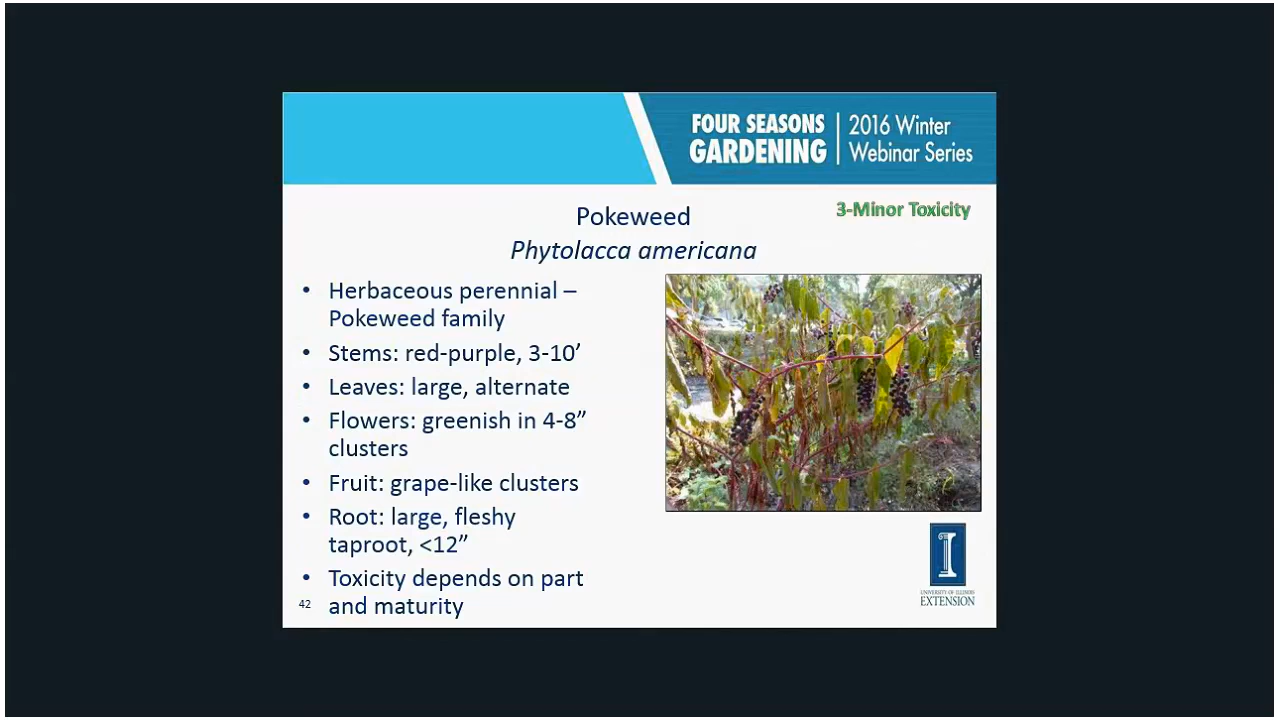 FOUR SEASONS
GARDENING
2016 Winter
Webinar Series
3-Minor Toxicity
Pokeweed
Phytolacca americana
• Herbaceous perennial –
Pokeweed family
• Stems: red-purple, 3-10’
• Leaves: large, alternate
• Flowers: greenish in 4-8”
clusters
• Fruit: grape-like clusters
• Root: large, fleshy
taproot, <12”
• Toxicity depends on part
and maturity
42
I
UNIVERSITY OF ILLINOIS
EXTENSION